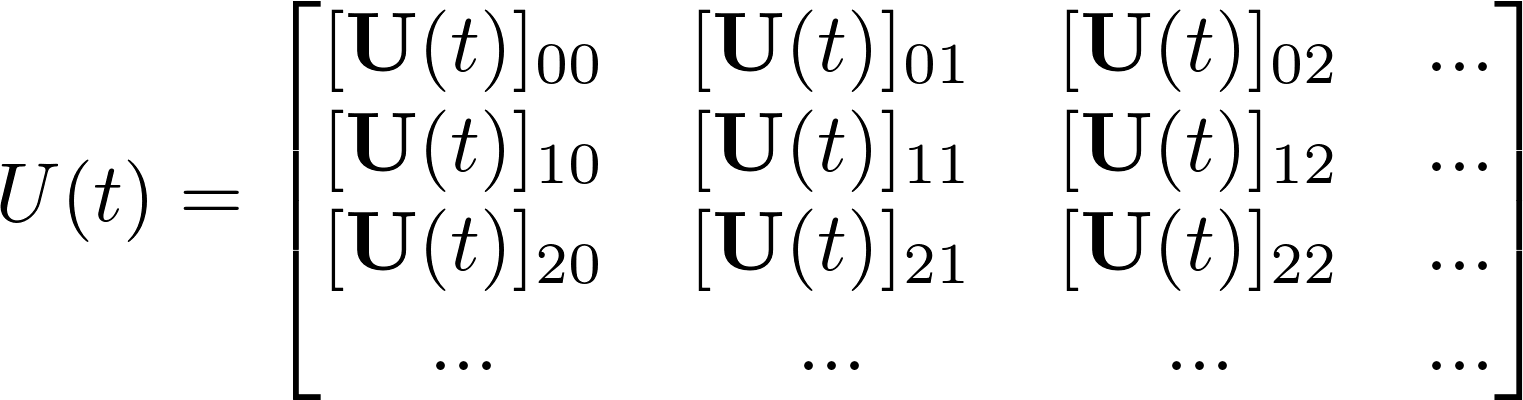 U(t) = [ [𝐔(t)]₀₀ [𝐔(t)]₀₁ [𝐔(t)]₀₂ ...
[𝐔(t)]₁₀ [𝐔(t)]₁₁ [𝐔(t)]₁₂ ...
[𝐔(t)]₂₀ [𝐔(t)]₂₁ [𝐔(t)]₂₂ ...
... ... ... ... ]